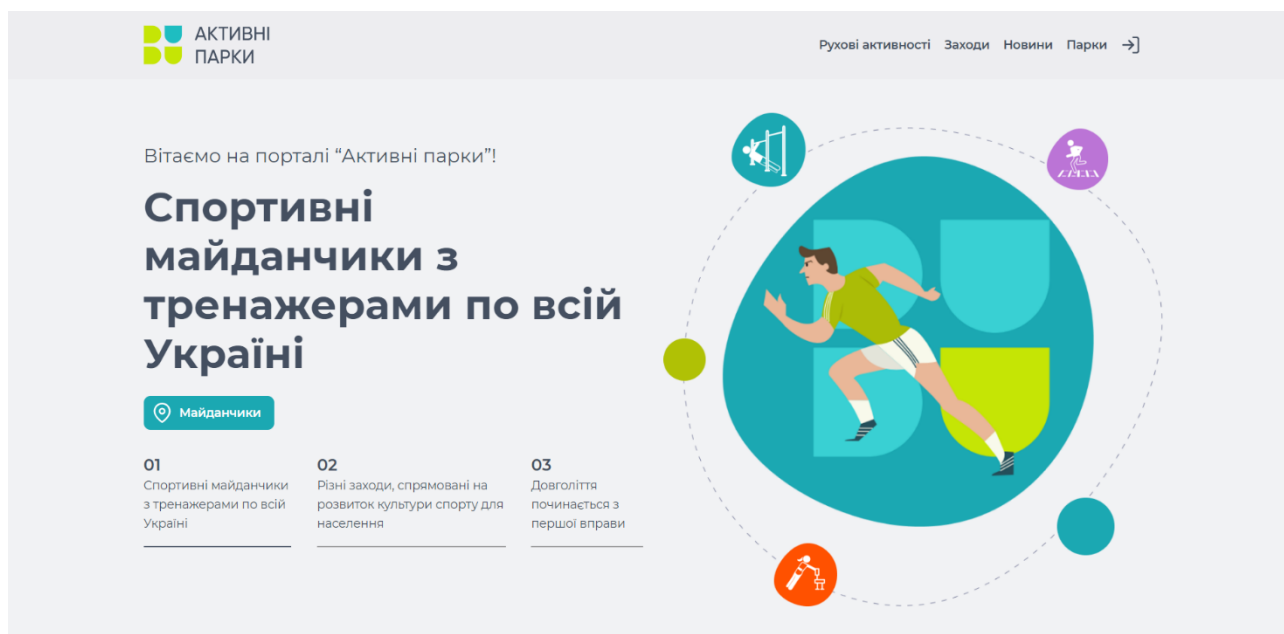 АКТИВНІ
ПАРКИ
Рухові активності Заходи Новини Парки
Вітаємо на порталі “Активні парки”!
Спортивні
майданчики з
тренажерами по всій
Україні
Майданчики
01
Спортивні майданчики
з тренажерами по всій
Україні
02
Різні заходи, спрямовані на
розвиток культури спорту для
населення
03
Довголіття
починається з
першої вправи